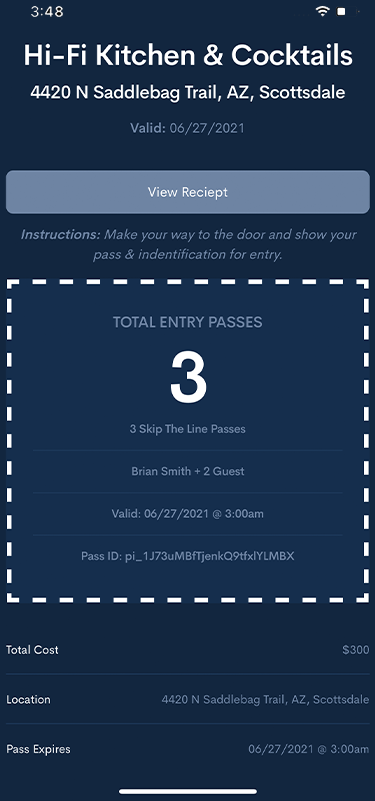 3:48
Hi-Fi Kitchen & Cocktails
4420 N Saddlebag Trail, AZ, Scottsdale
Valid: 06/27/2021
View Reciept
Instructions: Make your way to the door and show your
pass & indentification for entry.
TOTAL ENTRY PASSES
3
3 Skip The Line Passes
Brian Smith + 2 Guest
Valid: 06/27/2021 @ 3:00am
Pass ID: pi_1J73uMBfTjenkQ9tfxlYLMBX
Total Cost $300
Location 4420 N Saddlebag Trail, AZ, Scottsdale
Pass Expires 06/27/2021 @ 3:00am